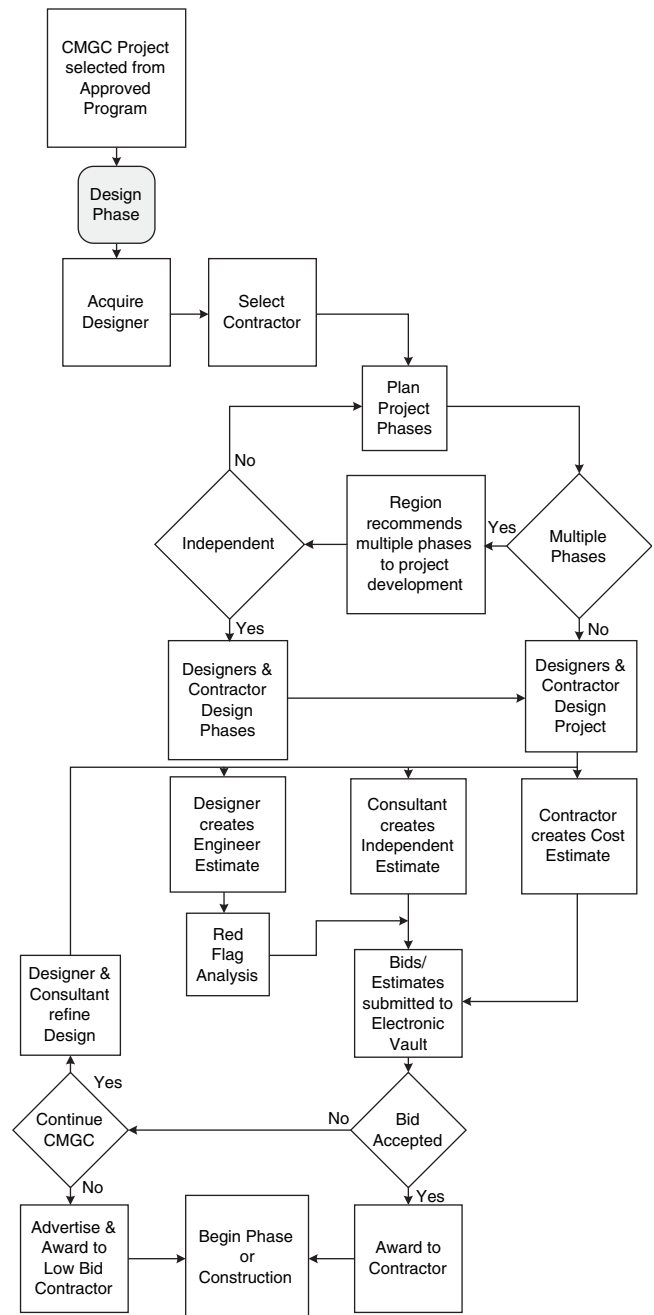 CMGC Project
selected from
Approved
Program
Design
Phase
Acquire
Designer
Select
Contractor
Plan
Project
Phases
No
Independent
Region
recommends
multiple phases
to project
development
Yes
Multiple
Phases
Yes
No
Designers &
Contractor
Design
Phases
Designers &
Contractor
Design
Project
Designer
creates
Engineer
Estimate
Consultant
creates
Independent
Estimate
Contractor
creates Cost
Estimate
Red
Flag
Analysis
Designer &
Consultant
refine
Design
Bids/
Estimates
submitted to
Electronic
Vault
Yes
Continue
CMGC
No
Bid
Accepted
No
Yes
Advertise &
Award to
Low Bid
Contractor
Begin Phase
or
Construction
Award to
Contractor